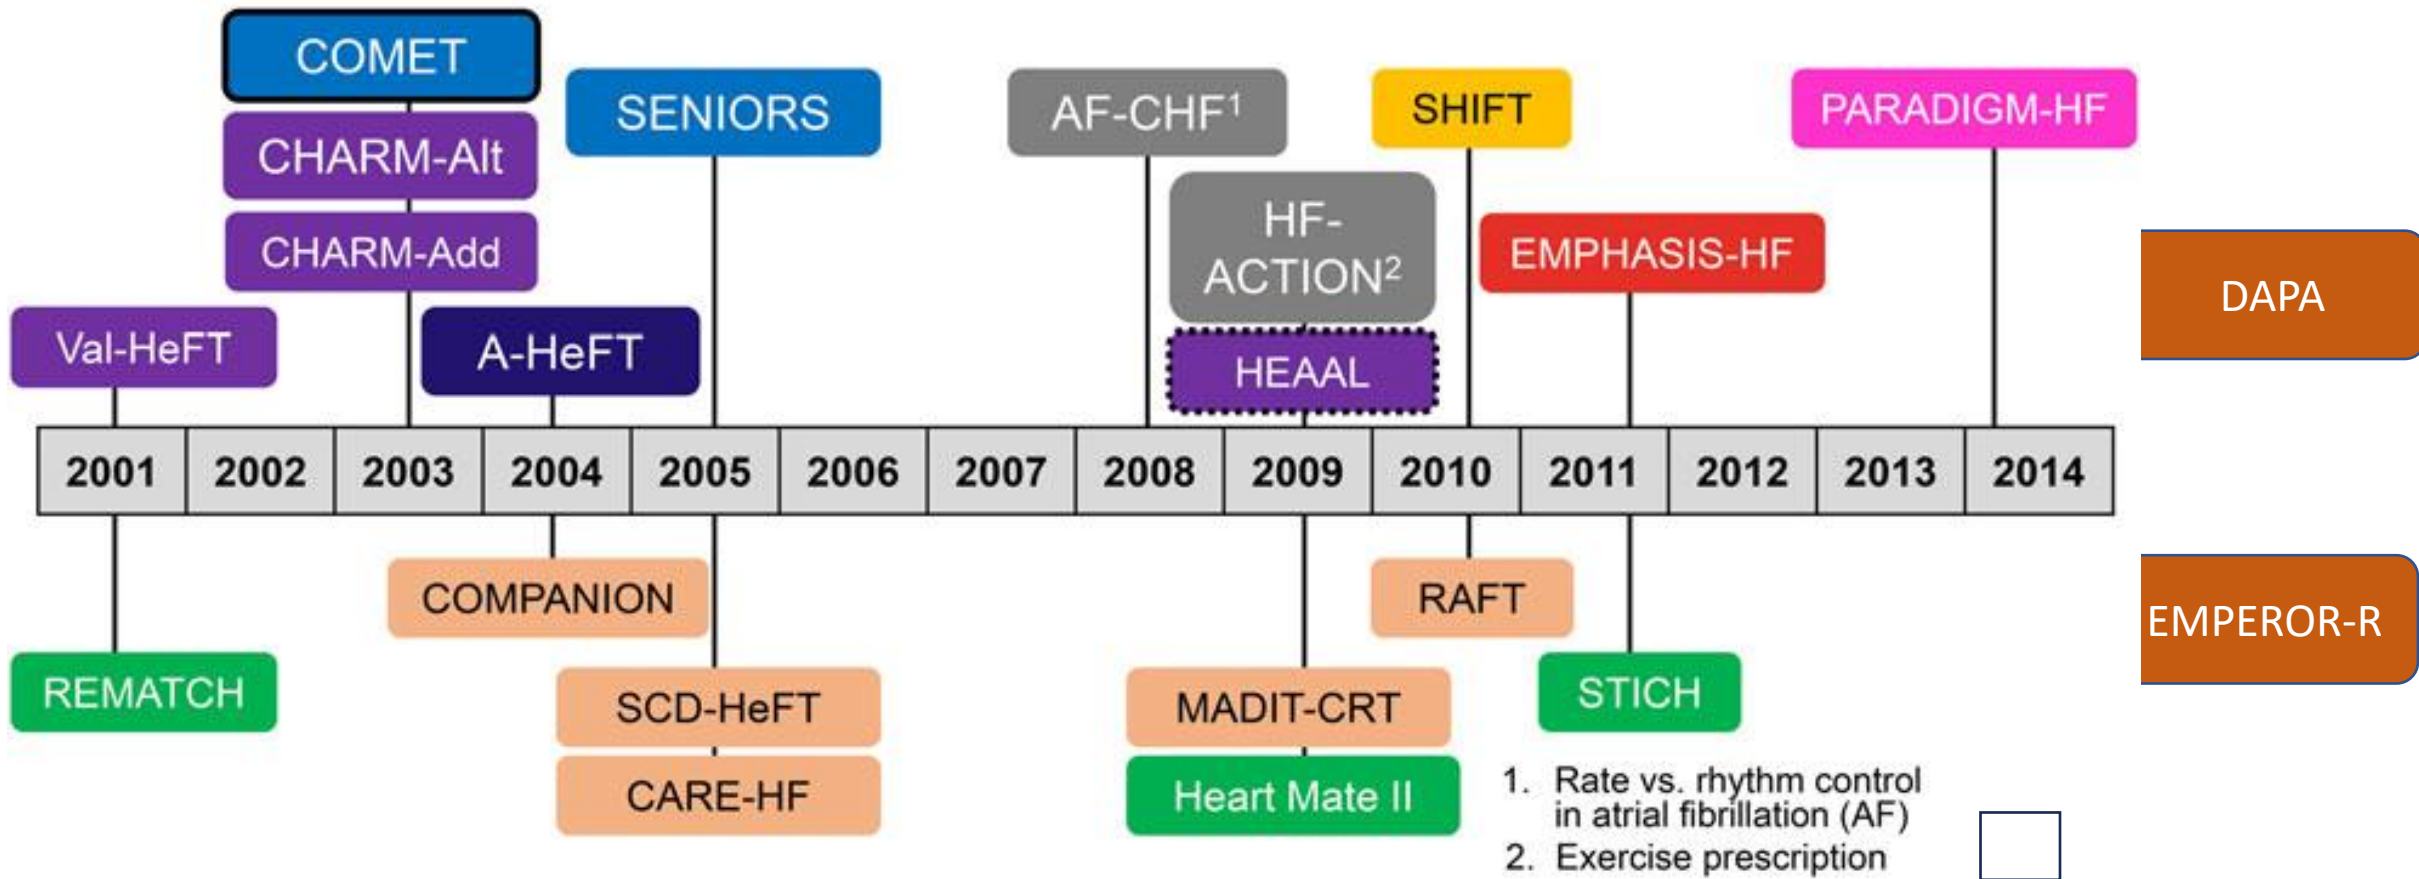 COMET
CHARM-Alt
CHARM-Add
Val-HeFT
A-HeFT
SENIORS
AF-CHF¹
HF-
ACTION²
HEAAL
SHIFT
EMPHASIS-HF
PARADIGM-HF
DAPA
2001 2002 2003 2004 2005 2006 2007 2008 2009 2010 2011 2012 2013 2014
REMATCH
COMPANION
SCD-HeFT
CARE-HF
MADIT-CRT
Heart Mate II
RAFT
STICH
EMPEROR-R
1. Rate vs. rhythm control
in atrial fibrillation (AF)
2. Exercise prescription